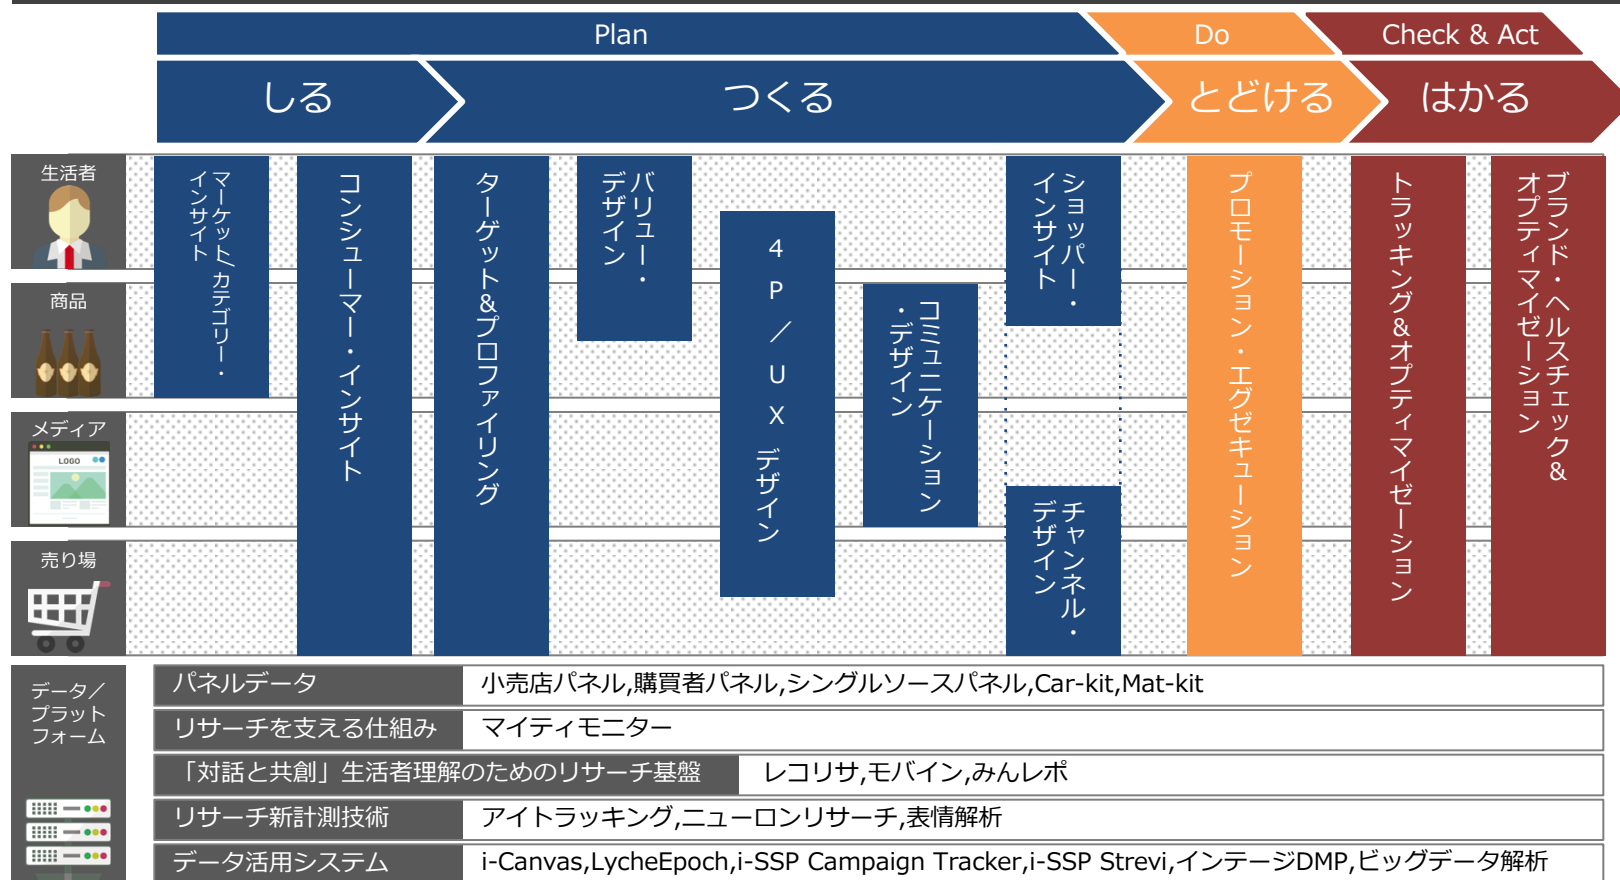 Plan
Do
Check & Act
しる
つくる
とどける
はかる
生活者
商品
メディア
LOGO
売り場
マーケット/カテゴリー・
インサイト
コンシューマー・インサイト
ターゲット&プロファイリング
バリュー・
デザイン
4P/UXデザイン
コミュニケーション
・デザイン
ショッパー・
インサイト
チャンネル・
デザイン
プロモーション・エグゼキューション
トラッキング&オプティマイゼーション
ブランド・ヘルスチェック&
オプティマイゼーション
データ/
プラット
フォーム
パネルデータ
小売店パネル,購買者パネル,シングルソースパネル,Car-kit,Mat-kit
リサーチを支える仕組み
マイティモニター
「対話と共創」生活者理解のためのリサーチ基盤
レコリサ,モバイン,みんレポ
リサーチ新計測技術
アイトラッキング,ニューロンリサーチ,表情解析
データ活用システム
i-Canvas,LycheEpoch,i-SSP Campaign Tracker,i-SSP Strevi,インテージDMP,ビッグデータ解析